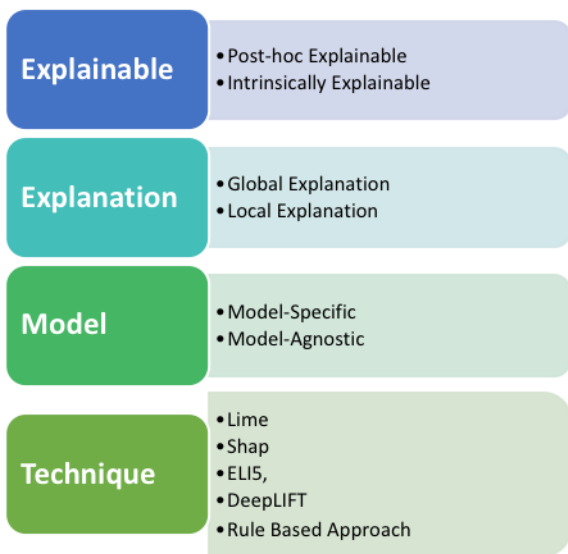 Explainable
•Post-hoc Explainable
•Intrinsically Explainable
Explanation
•Global Explanation
•Local Explanation
Model
•Model-Specific
•Model-Agnostic
Technique
•Lime
•Shap
•ELI5,
•DeepLIFT
•Rule Based Approach